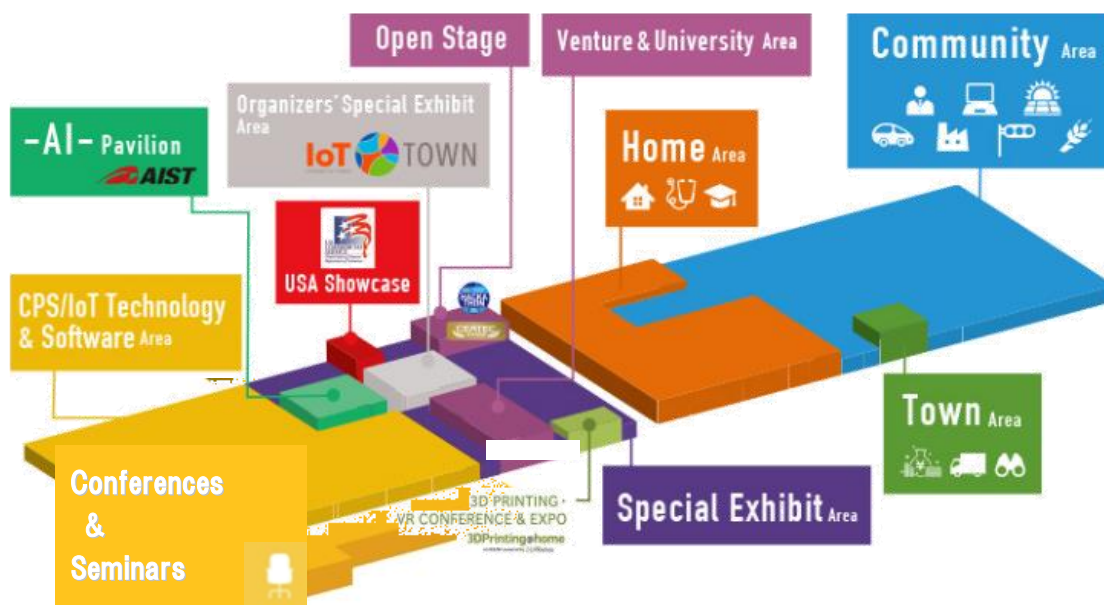 Open Stage
Venture & University Area
Community Area
Organizers' Special Exhibit
Area
IoT TOWN
-AI- Pavilion
AIST
Home Area
USA Showcase
CPS/IoT Technology
& Software Area
CEATEC
Town Area
Conferences
&
Seminars
3D PRINTING・
VR CONFERENCE & EXPO
3DPrinting@home
Special Exhibit Area